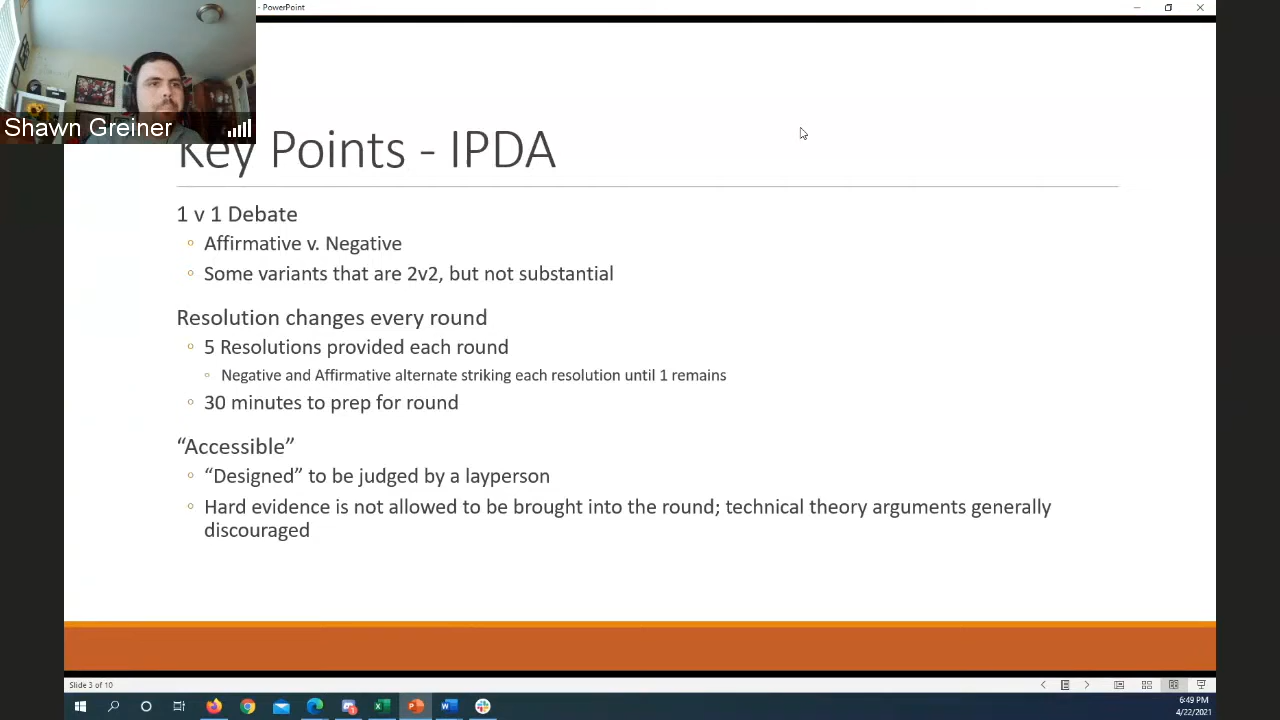 - PowerPoint
Shawn Greiner
Key Points - IPDA
1 v 1 Debate
Affirmative v. Negative
Some variants that are 2v2, but not substantial
Resolution changes every round
5 Resolutions provided each round
Negative and Affirmative alternate striking each resolution until 1 remains
30 minutes to prep for round
“Accessible”
“Designed” to be judged by a layperson
Hard evidence is not allowed to be brought into the round; technical theory arguments generally
discouraged
Slide 3 of 10
6:49 PM
4/22/2021